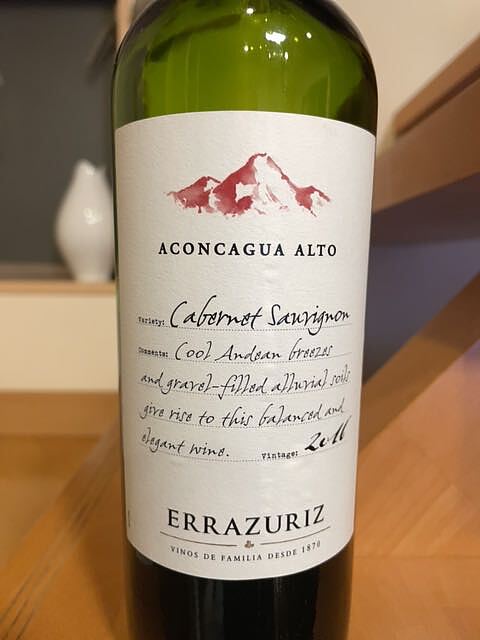 ACONCAGUA ALTO
Variety: Cabernet Sauvignon
Comments: Cool Andean breezes
and gravel-filled alluvial soils
give rise to this balanced and
elegant wine. Vintage: 2016
ERRAZURIZ
VINOS DE FAMILIA DESDE 1870